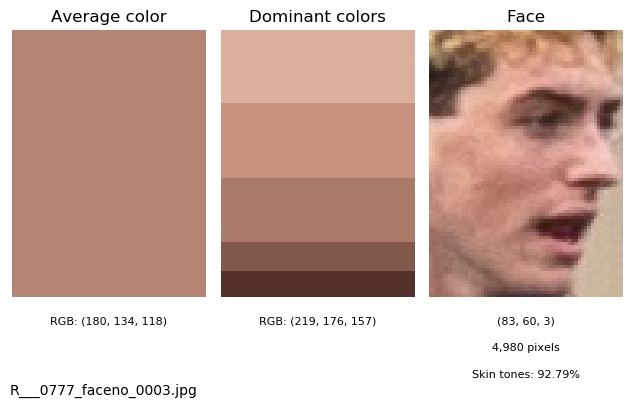 Average color
Dominant colors
Face
RGB: (180, 134, 118)
RGB: (219, 176, 157)
(83, 60, 3)
4,980 pixels
Skin tones: 92.79%
R___0777_faceno_0003.jpg